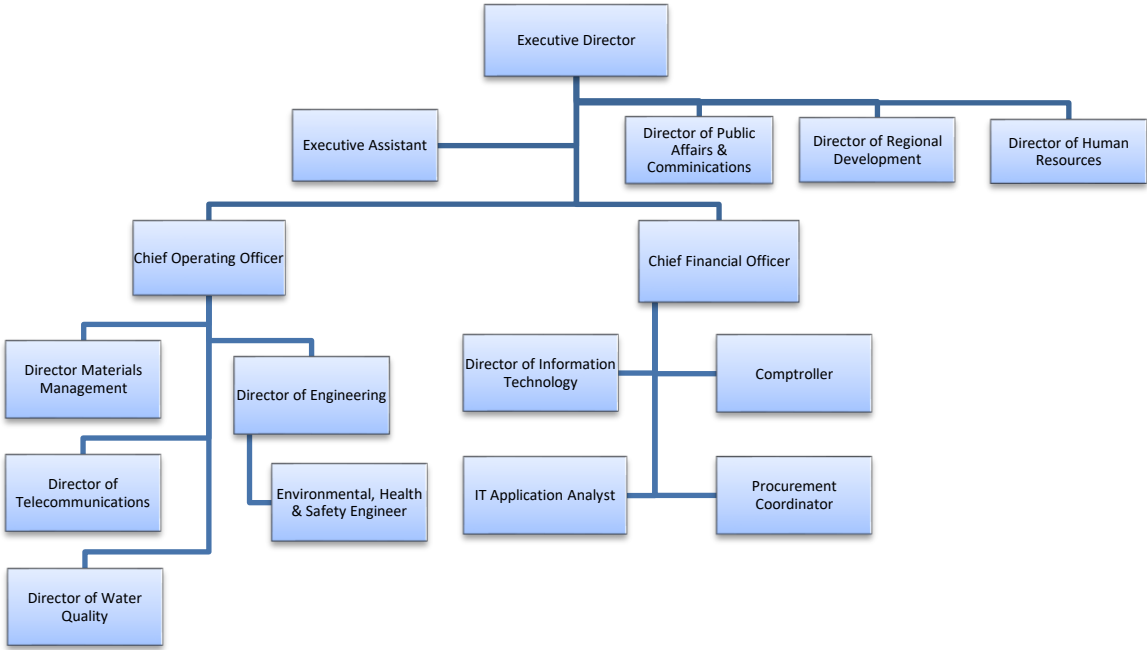 Executive Director
Executive Assistant
Director of Public
Affairs &
Comminications
Director of Regional
Development
Director of Human
Resources
Chief Operating Officer
Chief Financial Officer
Director Materials
Management
Director of Engineering
Director of
Telecommunications
Environmental, Health
& Safety Engineer
Director of Water
Quality
Director of Information
Technology
Comptroller
IT Application Analyst
Procurement
Coordinator